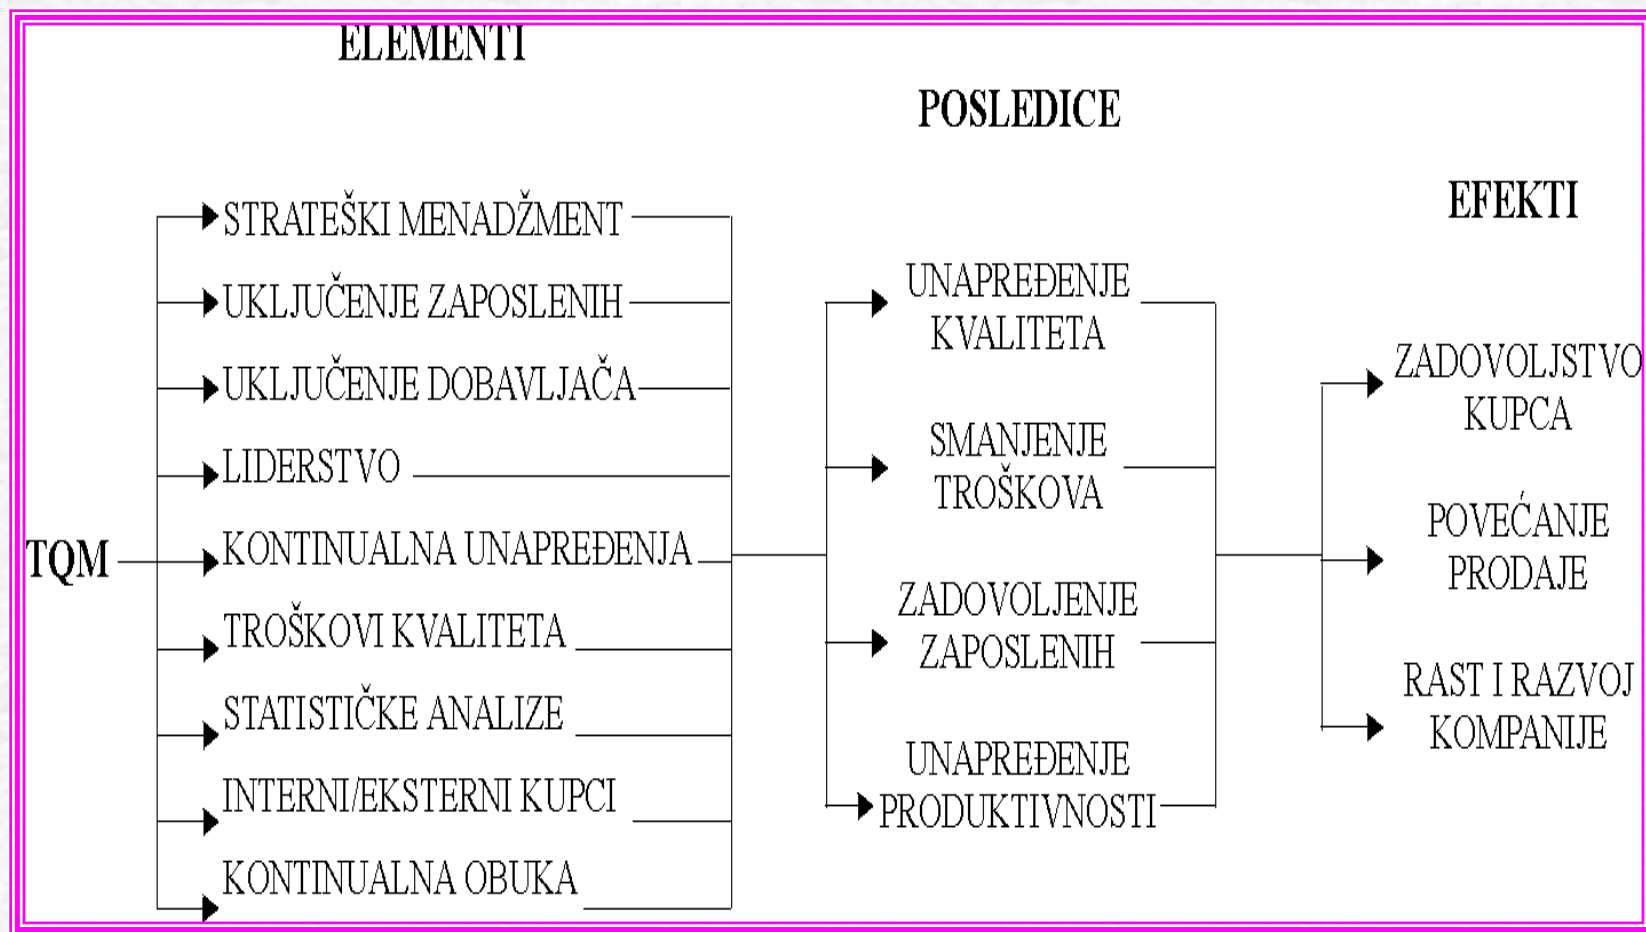 ELEMENTI
POSLEDICE
EFEKTI
TQM
STRATEŠKI MENADŽMENT
UKLJUČENJE ZAPOSLENIH
UKLJUČENJE DOBAVLJAČA
LIDERSTVO
KONTINUALNA UNAPREĐENJA
TROŠKOVI KVALITETA
STATISTIČKE ANALIZE
INTERNI/EKSTERNI KUPCI
KONTINUALNA OBUKA
UNAPREĐENJE
KVALITETA
SMANJENJE
TROŠKOVA
ZADOVOLJENJE
ZAPOSLENIH
UNAPREĐENJE
PRODUKTIVNOSTI
ZADOVOLJSTVO
KUPCA
POVEĆANJE
PRODAJE
RAST I RAZVOJ
KOMPANIJE